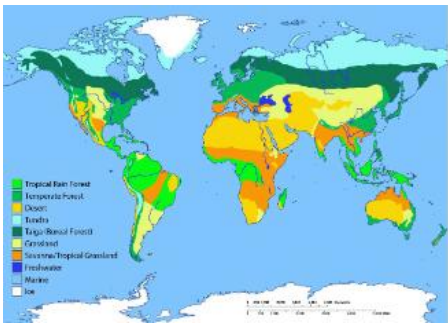 Tropical Rain Forest
Temperate Forest
Desert
Tundra
Taiga (Boreal Forest)
Grassland
Savanna/Tropical Grassland
Freshwater
Marine
Ice